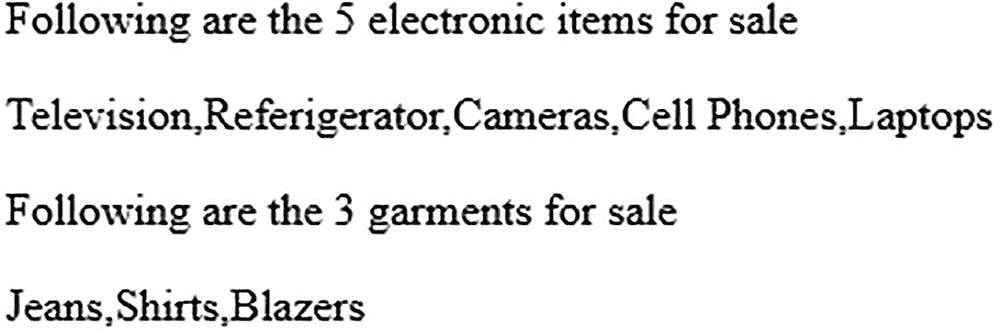 Following are the 5 electronic items for sale
Television,Referigerator,Cameras,Cell Phones,Laptops
Following are the 3 garments for sale
Jeans,Shirts,Blazers